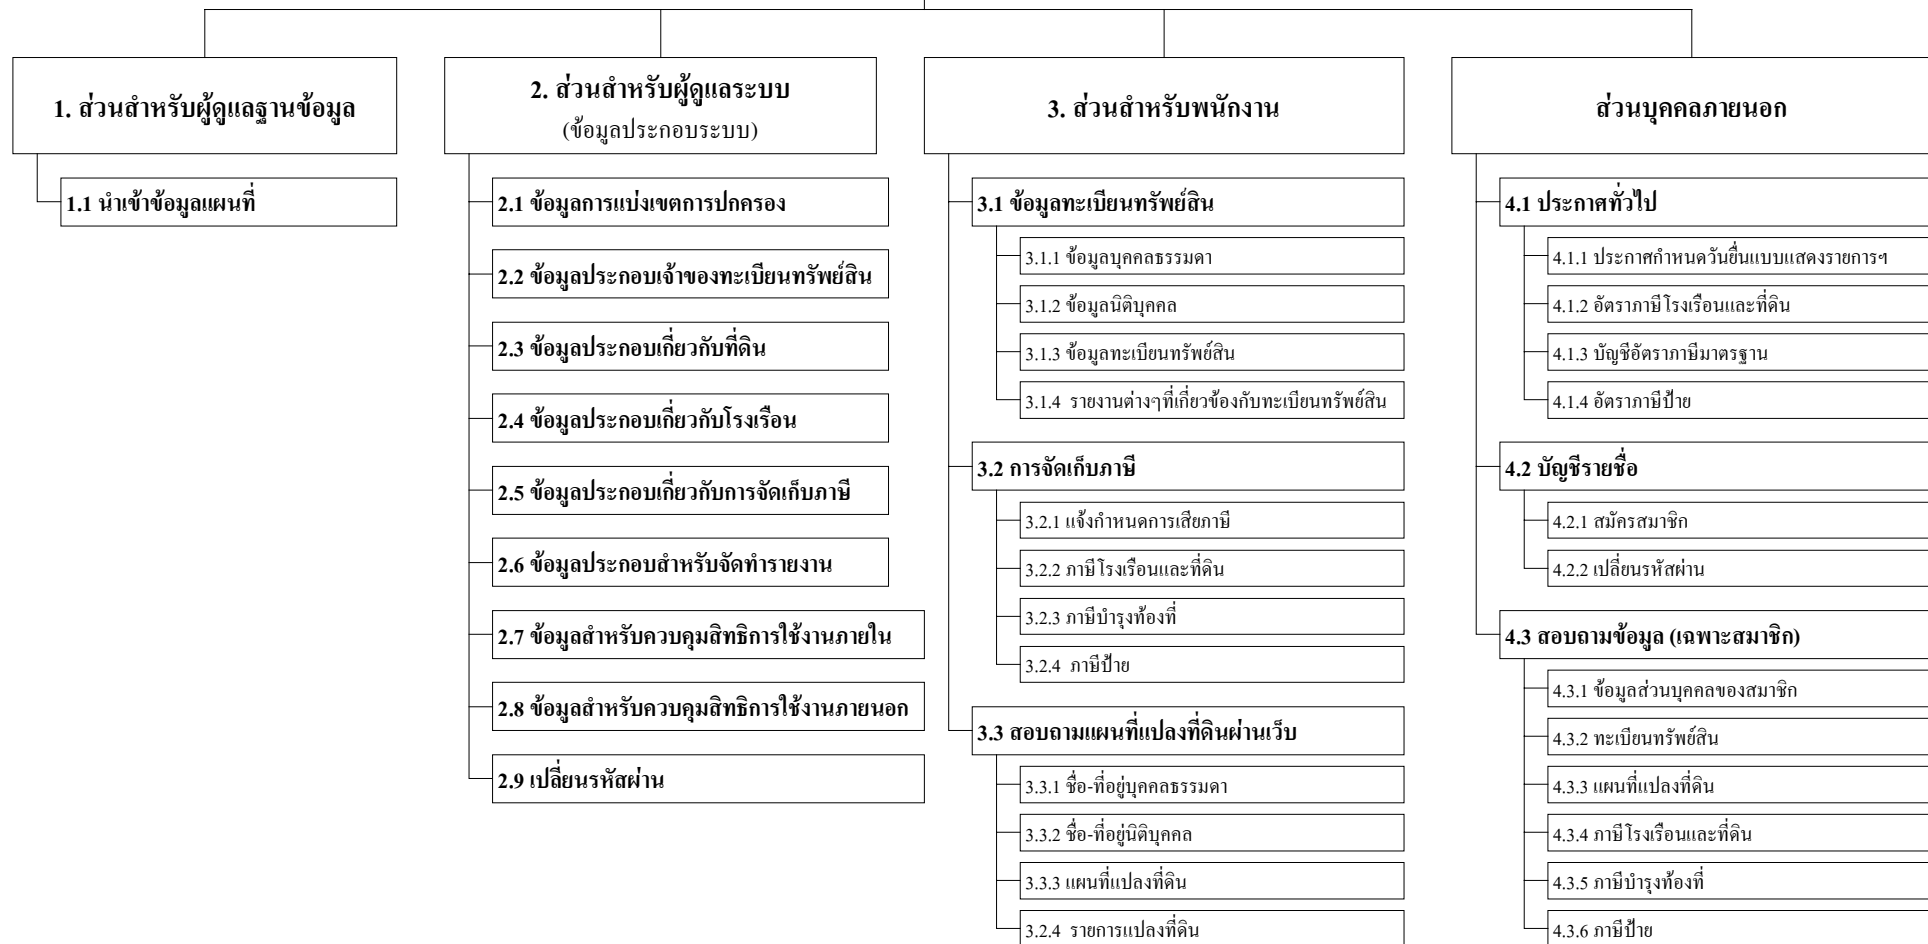 1. ส่วนสำหรับผู้ดูแลฐานข้อมูล
1.1 นำเข้าข้อมูลแผนที่
2. ส่วนสำหรับผู้ดูแลระบบ
(ข้อมูลประกอบระบบ)
2.1 ข้อมูลการแบ่งเขตการปกครอง
2.2 ข้อมูลประกอบเจ้าของทะเบียนทรัพย์สิน
2.3 ข้อมูลประกอบเกี่ยวกับที่ดิน
2.4 ข้อมูลประกอบเกี่ยวกับโรงเรือน
2.5 ข้อมูลประกอบเกี่ยวกับการจัดเก็บภาษี
2.6 ข้อมูลประกอบสำหรับจัดทำรายงาน
2.7 ข้อมูลสำหรับควบคุมสิทธิการใช้งานภายใน
2.8 ข้อมูลสำหรับควบคุมสิทธิการใช้งานภายนอก
2.9 เปลี่ยนรหัสผ่าน
3. ส่วนสำหรับพนักงาน
3.1 ข้อมูลทะเบียนทรัพย์สิน
3.1.1 ข้อมูลบุคคลธรรมดา
3.1.2 ข้อมูลนิติบุคคล
3.1.3 ข้อมูลทะเบียนทรัพย์สิน
3.1.4 รายงานต่างๆที่เกี่ยวข้องกับทะเบียนทรัพย์สิน
3.2 การจัดเก็บภาษี
3.2.1 แจ้งกำหนดการเสียภาษี
3.2.2 ภาษีโรงเรือนและที่ดิน
3.2.3 ภาษีบำรุงท้องที่
3.2.4 ภาษีป้าย
3.3 สอบถามแผนที่แปลงที่ดินผ่านเว็บ
3.3.1 ชื่อ-ที่อยู่บุคคลธรรมดา
3.3.2 ชื่อ-ที่อยู่นิติบุคคล
3.3.3 แผนที่แปลงที่ดิน
3.2.4 รายการแปลงที่ดิน
ส่วนบุคคลภายนอก
4.1 ประกาศทั่วไป
4.1.1 ประกาศกำหนดวันยื่นแบบแสดงรายการฯ
4.1.2 อัตราภาษีโรงเรือนและที่ดิน
4.1.3 บัญชีอัตราภาษีมาตรฐาน
4.1.4 อัตราภาษีป้าย
4.2 บัญชีรายชื่อ
4.2.1 สมัครสมาชิก
4.2.2 เปลี่ยนรหัสผ่าน
4.3 สอบถามข้อมูล (เฉพาะสมาชิก)
4.3.1 ข้อมูลส่วนบุคคลของสมาชิก
4.3.2 ทะเบียนทรัพย์สิน
4.3.3 แผนที่แปลงที่ดิน
4.3.4 ภาษีโรงเรือนและที่ดิน
4.3.5 ภาษีบำรุงท้องที่
4.3.6 ภาษีป้าย